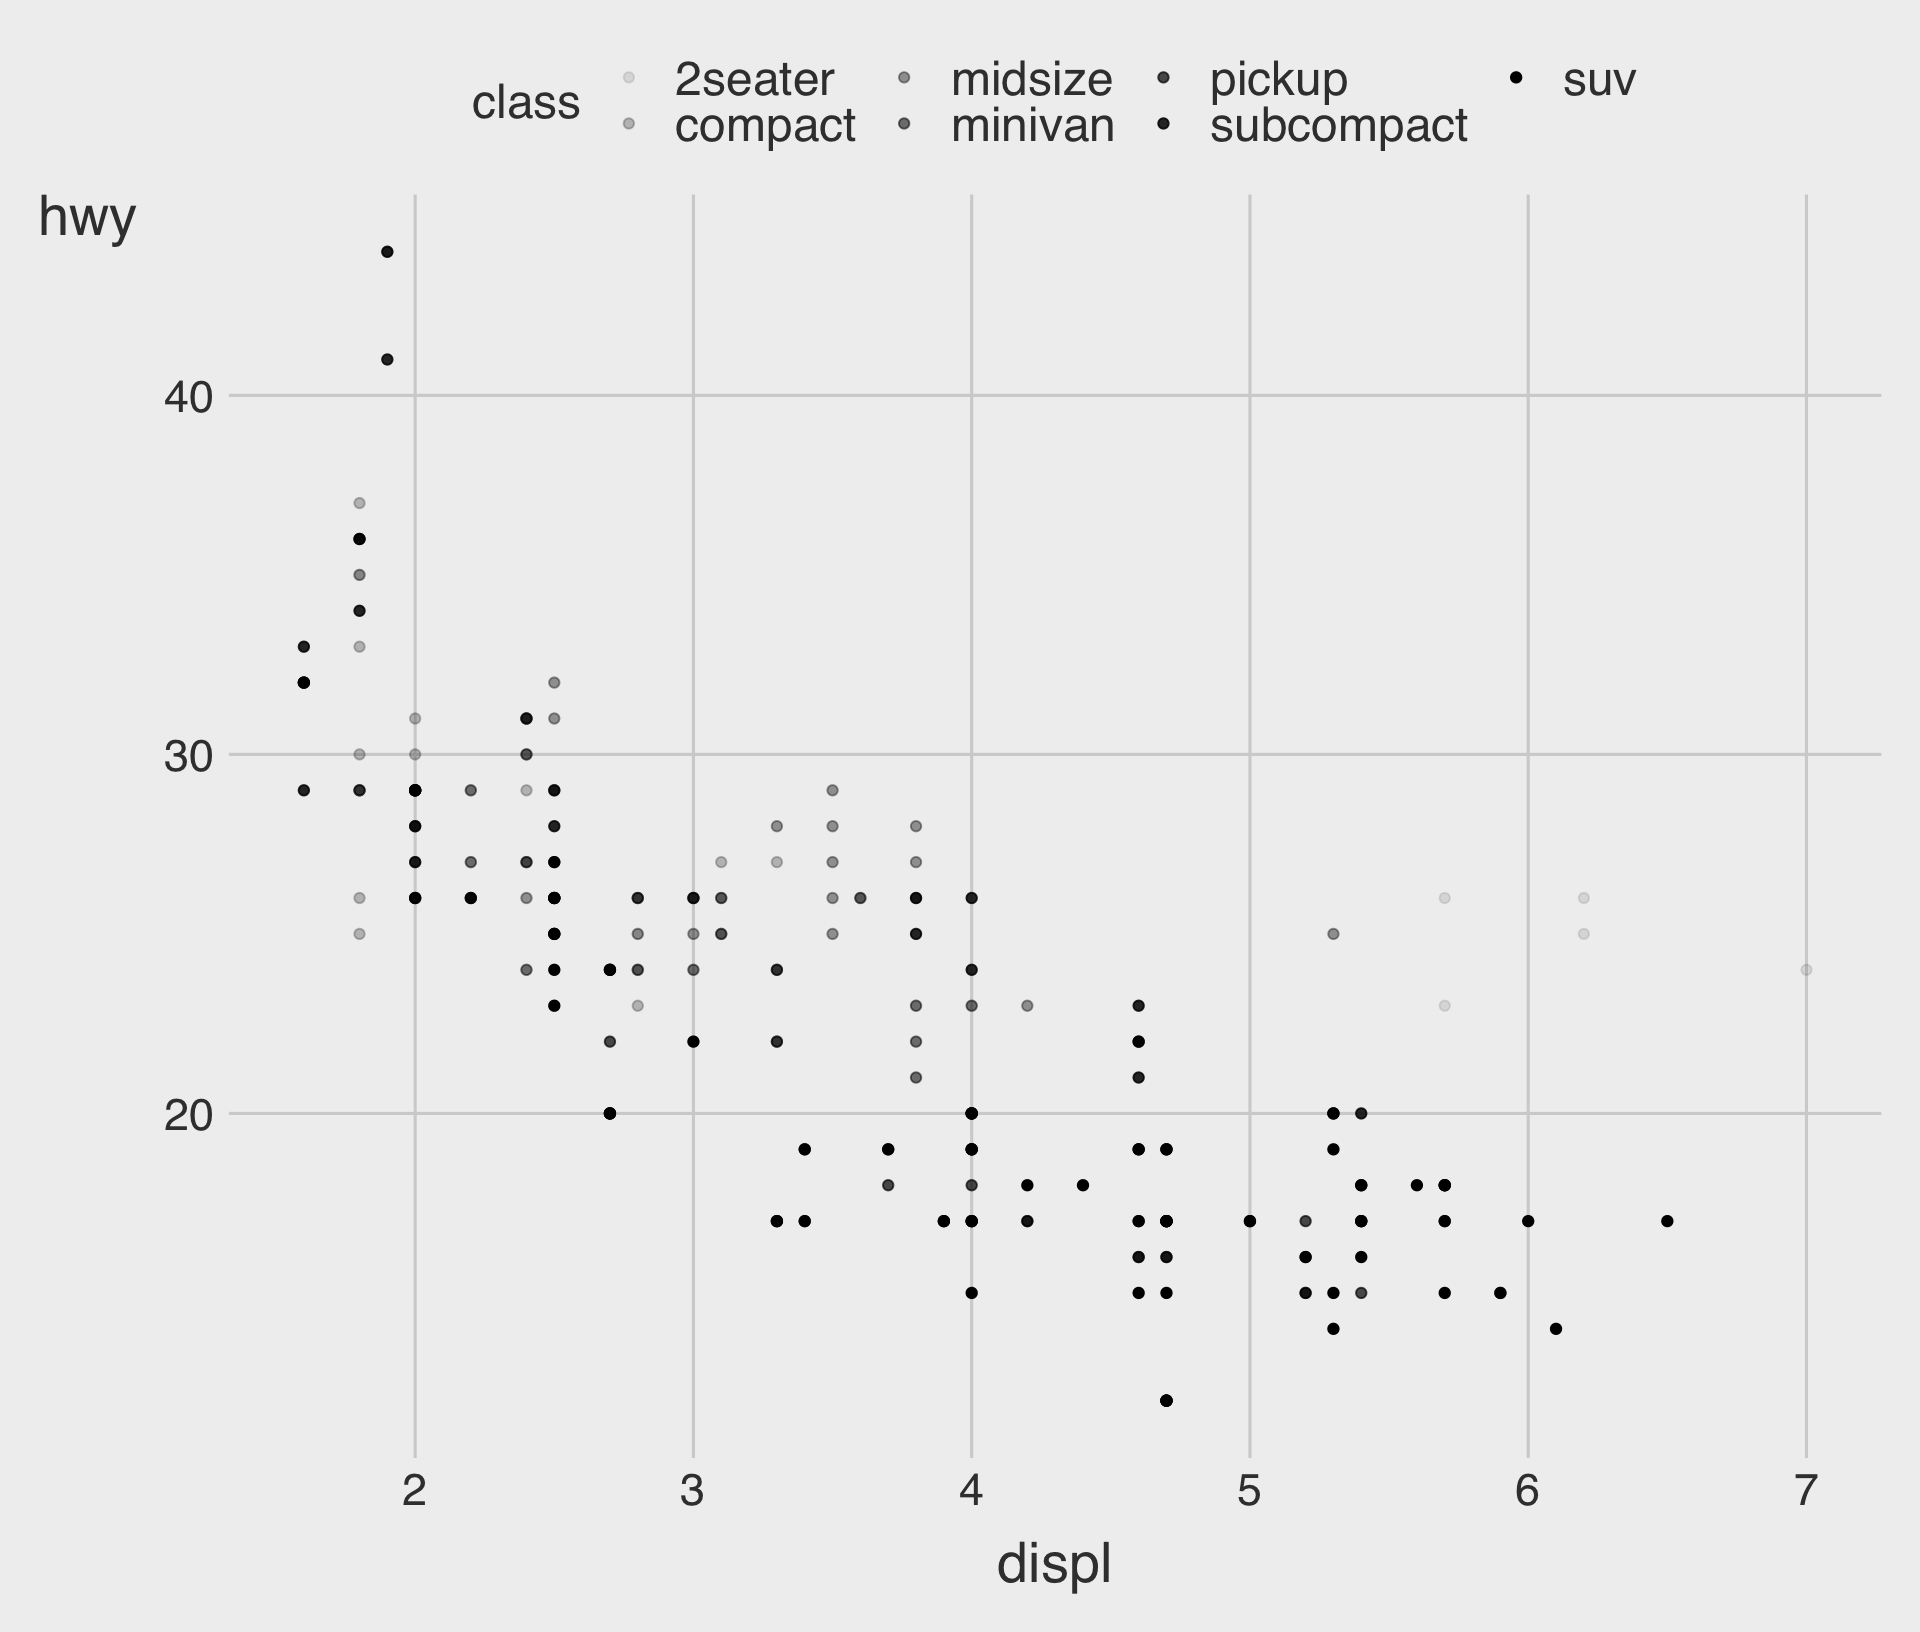 class
2seater midsize pickup suv
compact minivan subcompact
hwy
40
30
20
2 3 4 5 6 7
displ